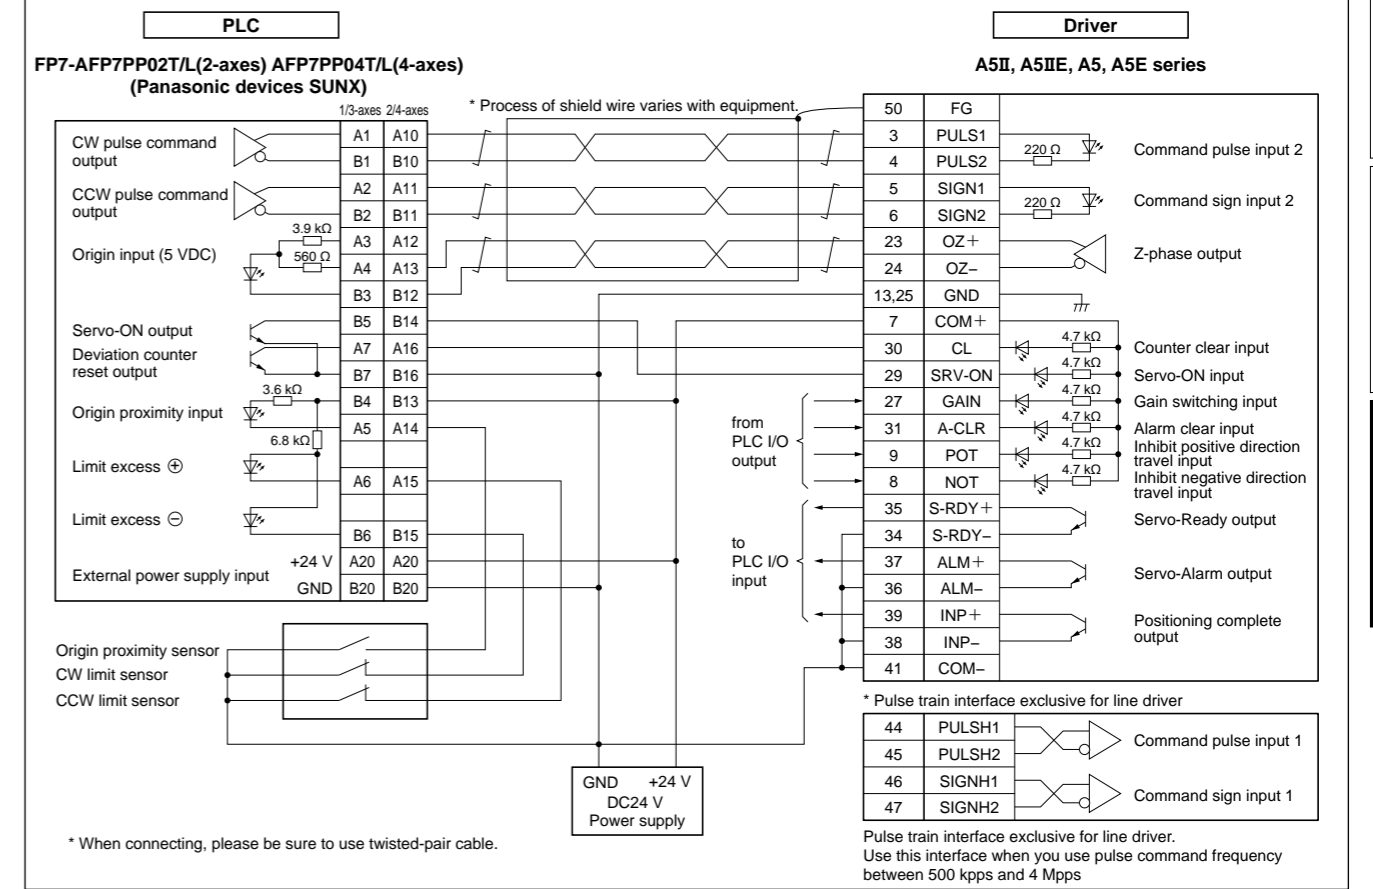 PLC
Driver
FP7-AFP7PP02T/L(2-axes) AFP7PP04T/L(4-axes)
(Panasonic devices SUNX)
A5II, A5IIE, A5, A5E series
1/3-axes 2/4-axes
* Process of shield wire varies with equipment.
CW pulse command
output
A1 A10
B1 B10
CCW pulse command
output
A2 A11
B2 B11
Origin input (5 VDC)
3.9 kΩ
560 Ω
A3 A12
A4 A13
B3 B12
Servo-ON output
B5 B14
Deviation counter
reset output
A7 A16
B7 B16
Origin proximity input
3.6 kΩ
B4 B13
A5 A14
6.8 kΩ
Limit excess ⊕
A6 A15
Limit excess ⊖
B6 B15
External power supply input
+24 V A20 A20
GND B20 B20
Origin proximity sensor
CW limit sensor
CCW limit sensor
GND +24 V
DC24 V
Power supply
* When connecting, please be sure to use twisted-pair cable.
from
PLC I/O
output
to
PLC I/O
input
50 FG
3 PULS1
4 PULS2
220 Ω
Command pulse input 2
5 SIGN1
6 SIGN2
220 Ω
Command sign input 2
23 OZ+
24 OZ−
Z-phase output
13,25 GND
7 COM+
30 CL 4.7 kΩ Counter clear input
29 SRV-ON 4.7 kΩ Servo-ON input
27 GAIN 4.7 kΩ Gain switching input
31 A-CLR 4.7 kΩ Alarm clear input
9 POT 4.7 kΩ Inhibit positive direction
travel input
8 NOT 4.7 kΩ Inhibit negative direction
travel input
35 S-RDY+
34 S-RDY−
Servo-Ready output
37 ALM+
36 ALM−
Servo-Alarm output
39 INP+
38 INP−
Positioning complete
output
41 COM−
* Pulse train interface exclusive for line driver
44 PULSH1
45 PULSH2
Command pulse input 1
46 SIGNH1
47 SIGNH2
Command sign input 1
Pulse train interface exclusive for line driver.
Use this interface when you use pulse command frequency
between 500 kpps and 4 Mpps